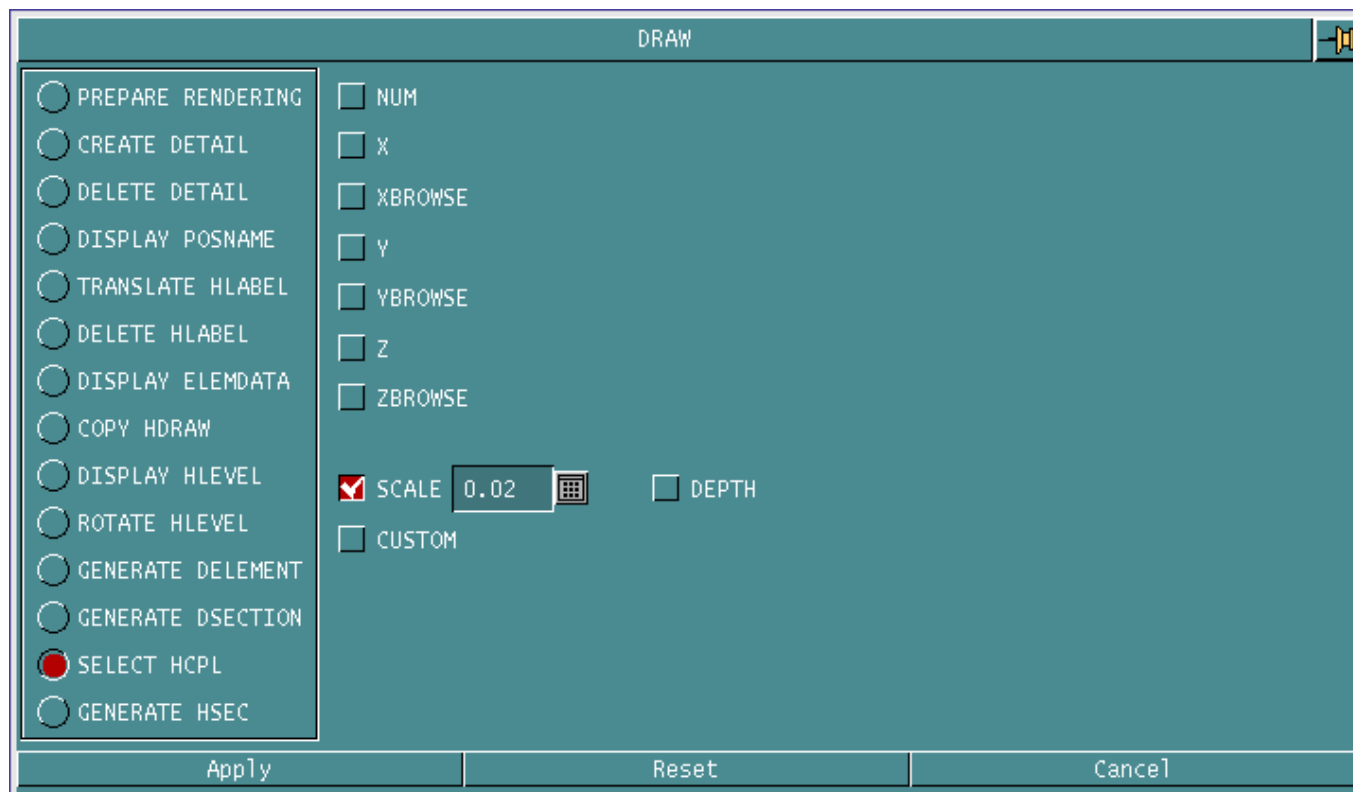 DRAW
PREPARE RENDERING
CREATE DETAIL
DELETE DETAIL
DISPLAY POSNAME
TRANSLATE HLABEL
DELETE HLABEL
DISPLAY ELEMDATA
COPY HDRAW
DISPLAY HLEVEL
ROTATE HLEVEL
GENERATE DELEMENT
GENERATE DSECTION
SELECT HCPL
GENERATE HSEC
NUM
X
XBROWSE
Y
YBROWSE
Z
ZBROWSE
SCALE 0.02 DEPTH
CUSTOM
Apply Reset Cancel